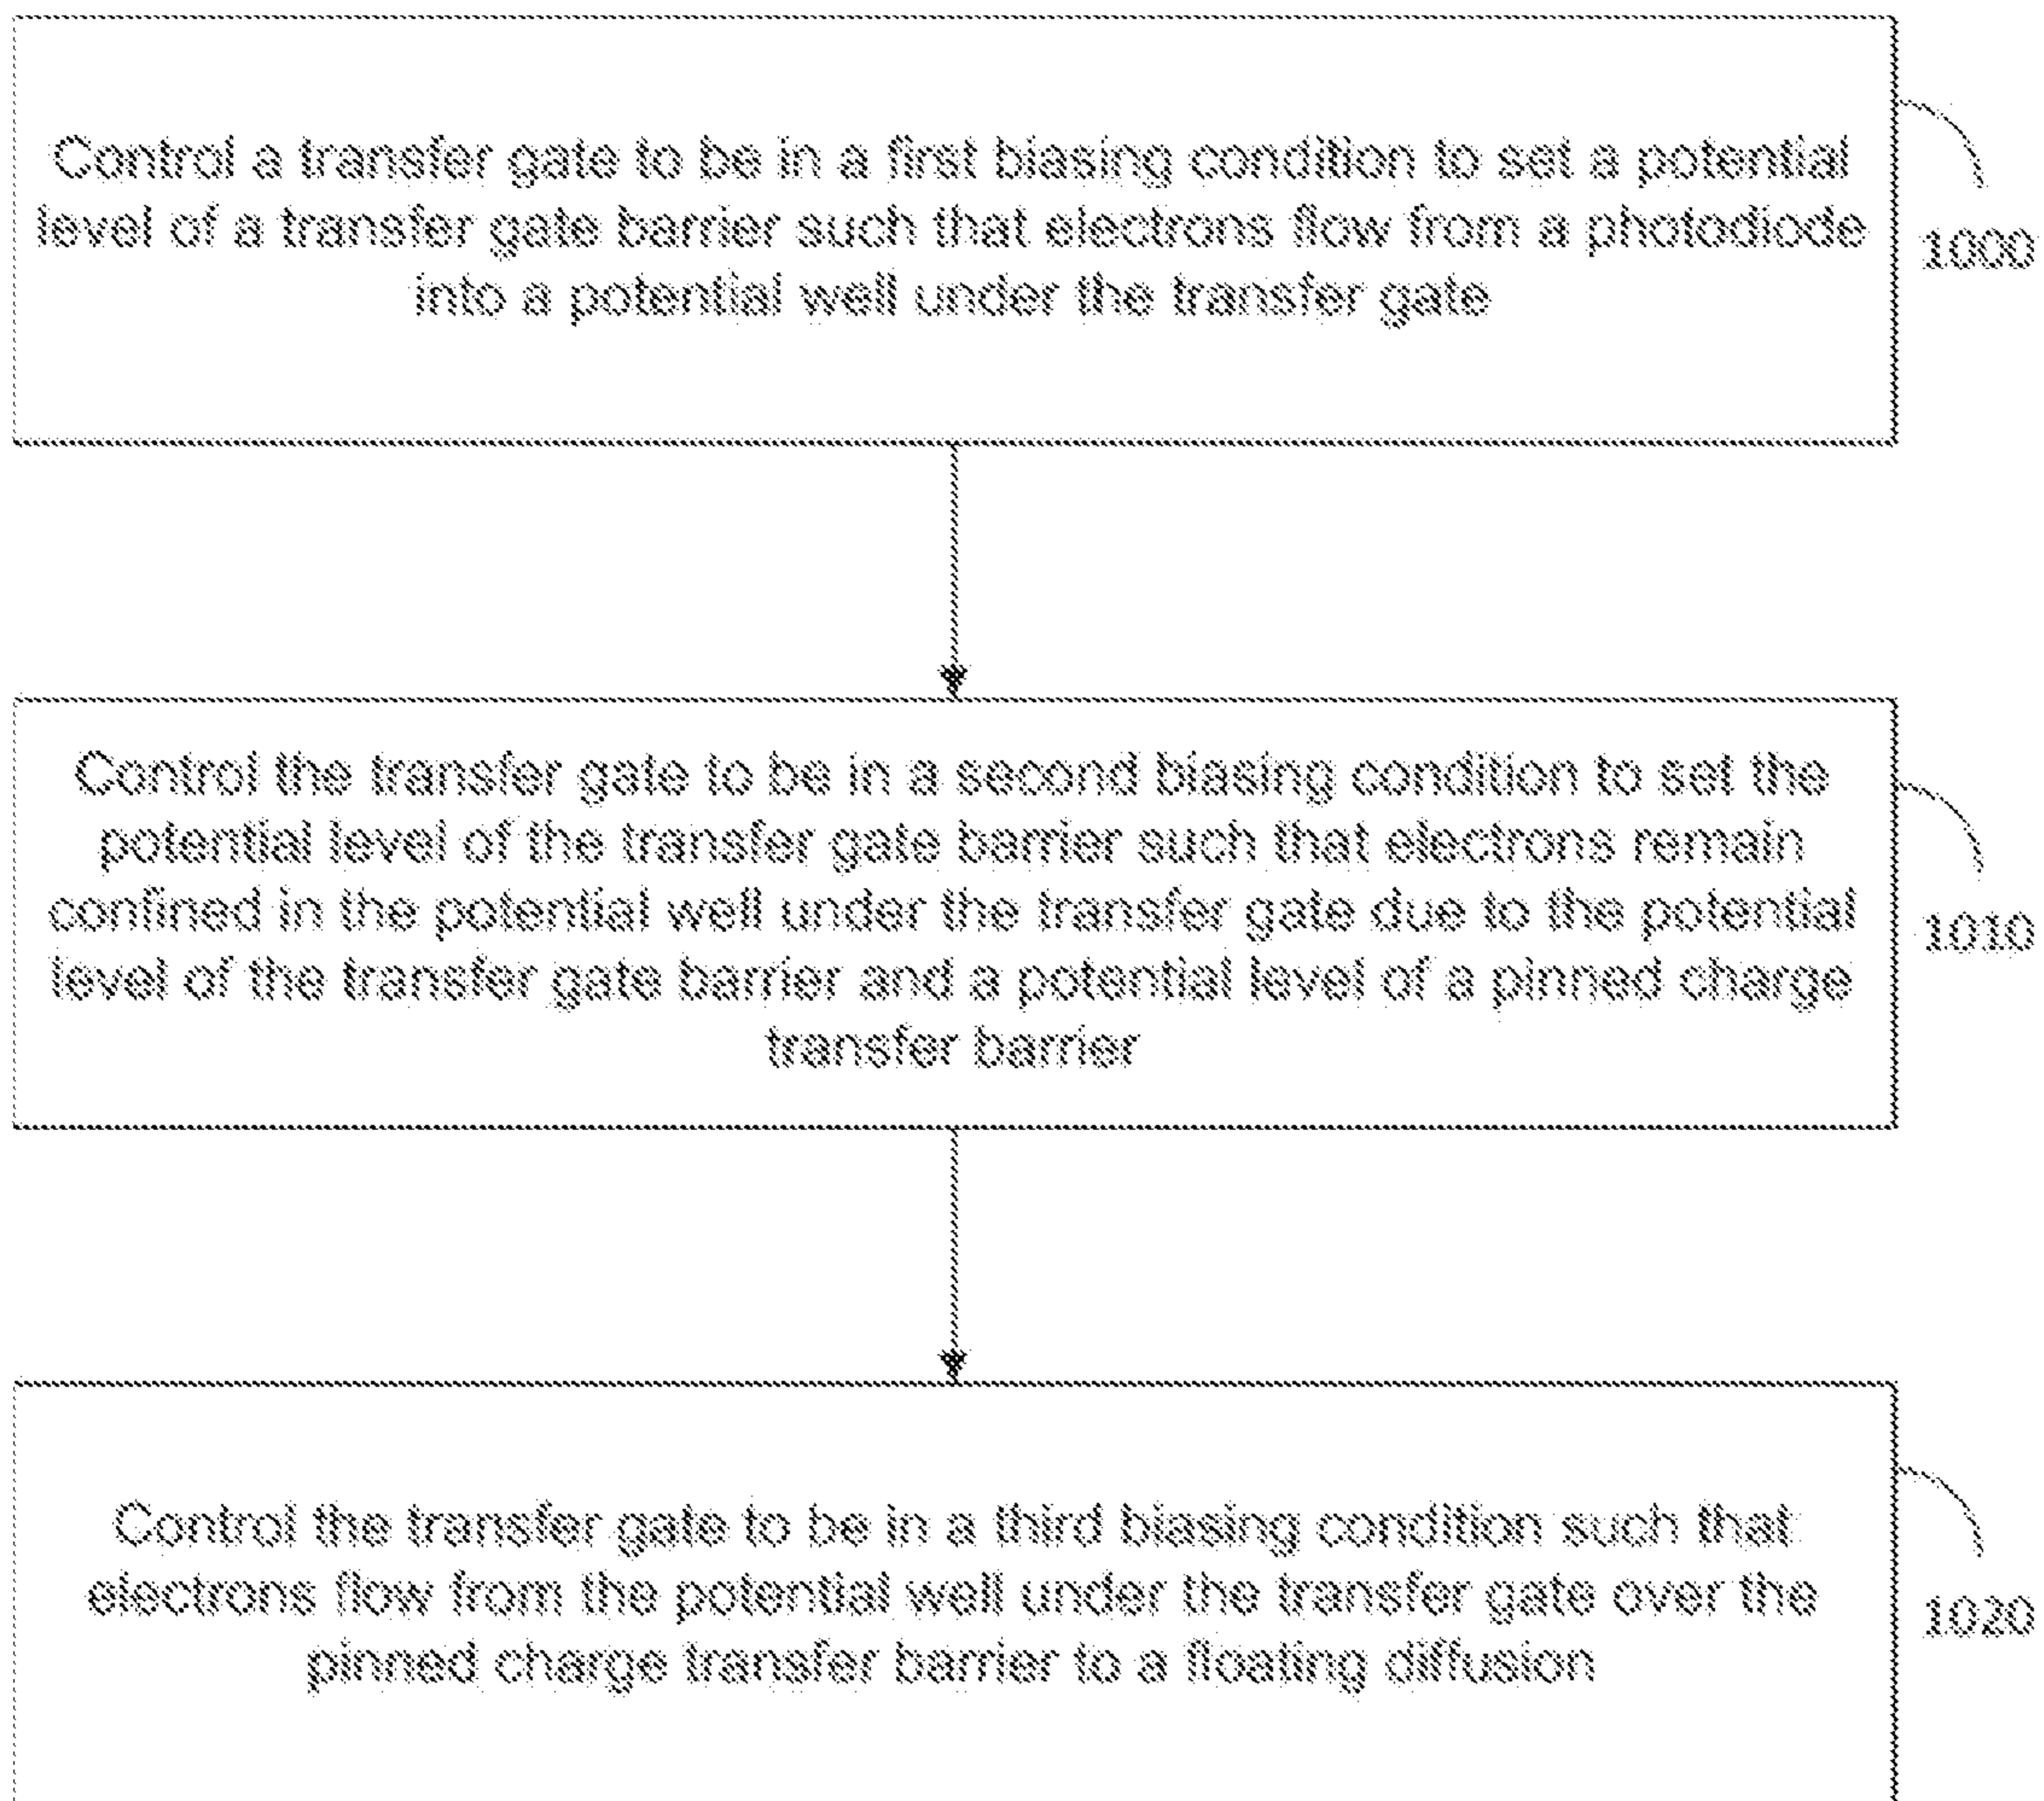 Control a transfer gate to be in a first biasing condition to set a potential
level of a transfer gate barrier such that electrons flow from a photodiode
into a potential well under the transfer gate
1000
Control the transfer gate to be in a second biasing condition to set the
potential level of the transfer gate barrier such that electrons remain
confined in the potential well under the transfer gate due to the potential
level of the transfer gate barrier and a potential level of a pinned charge
transfer barrier
1010
Control the transfer gate to be in a third biasing condition such that
electrons flow from the potential well under the transfer gate over the
pinned charge transfer barrier to a floating diffusion
1020